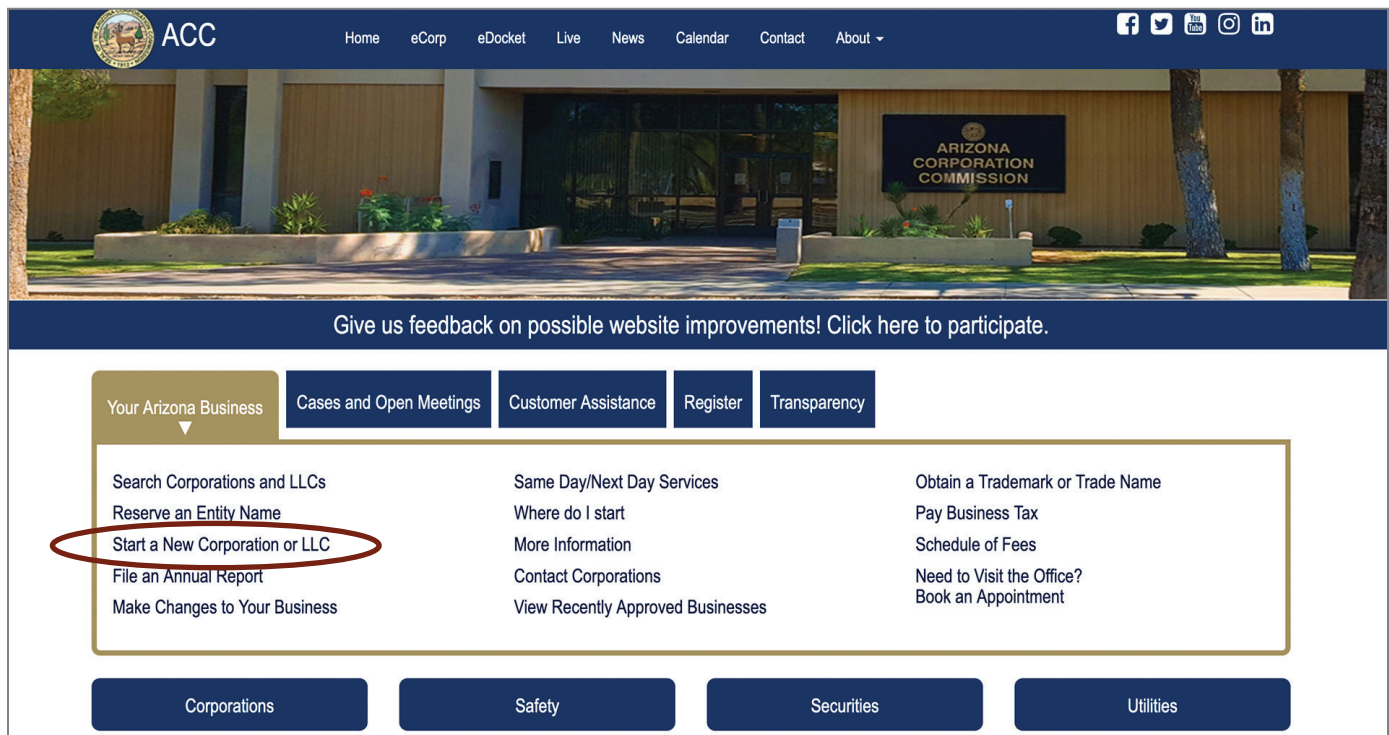 ACC
Home eCorp eDocket Live News Calendar Contact About
You
Tube
ARIZONA
CORPORATION
COMMISSION
Give us feedback on possible website improvements! Click here to participate.
Your Arizona Business
Cases and Open Meetings
Customer Assistance
Register
Transparency
Search Corporations and LLCs
Reserve an Entity Name
Start a New Corporation or LLC
File an Annual Report
Make Changes to Your Business
Same Day/Next Day Services
Where do I start
More Information
Contact Corporations
View Recently Approved Businesses
Obtain a Trademark or Trade Name
Pay Business Tax
Schedule of Fees
Need to Visit the Office?
Book an Appointment
Corporations
Safety
Securities
Utilities